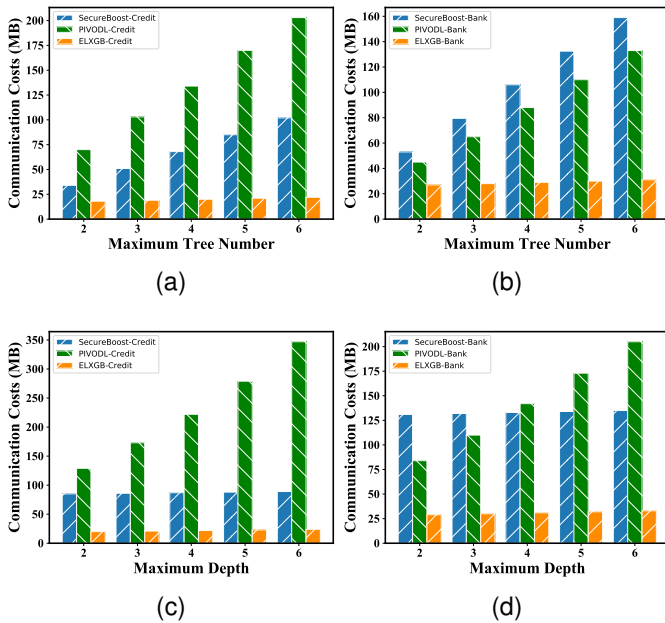 Communication Costs (MB)
200
175
150
125
100
75
50
25
0
SecureBoost-Credit
PIVODL-Credit
ELXGB-Credit
2 3 4 5 6
Maximum Tree Number
(a)
Communication Costs (MB)
160
140
120
100
80
60
40
20
0
SecureBoost-Bank
PIVODL-Bank
ELXGB-Bank
2 3 4 5 6
Maximum Tree Number
(b)
Communication Costs (MB)
350
300
250
200
150
100
50
0
SecureBoost-Credit
PIVODL-Credit
ELXGB-Credit
2 3 4 5 6
Maximum Depth
(c)
Communication Costs (MB)
200
175
150
125
100
75
50
25
0
SecureBoost-Bank
PIVODL-Bank
ELXGB-Bank
2 3 4 5 6
Maximum Depth
(d)